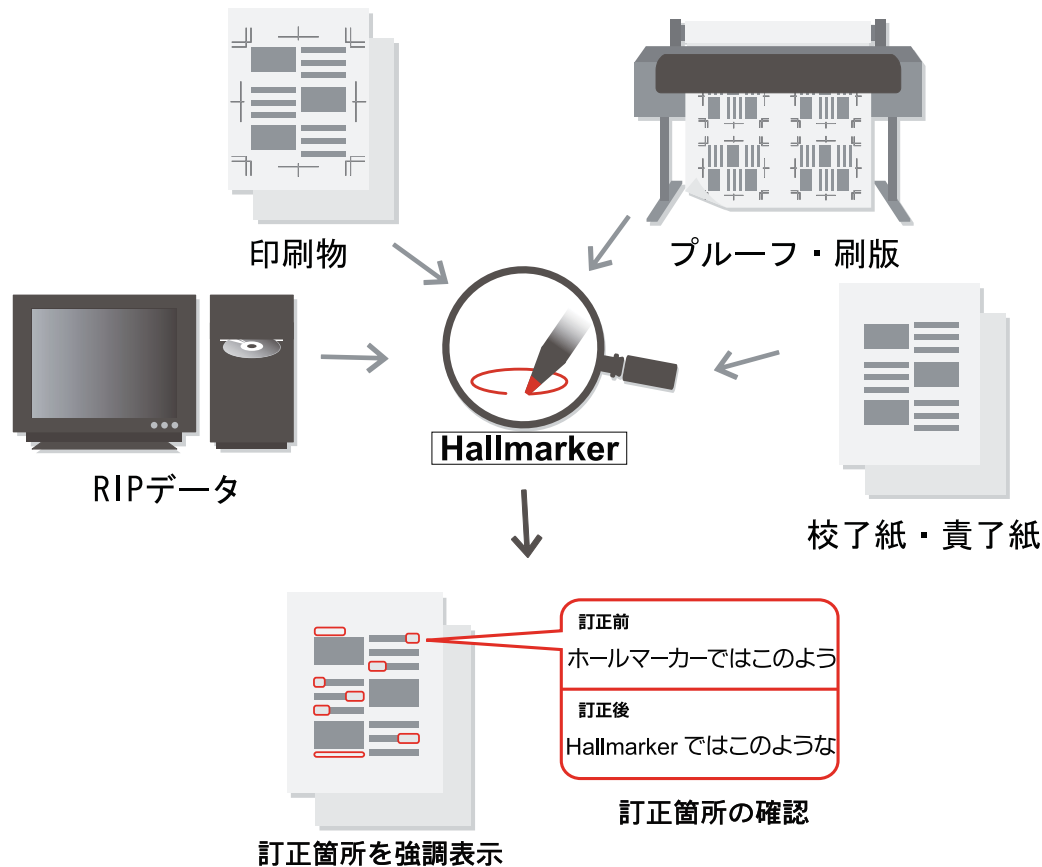 印刷物
プルーフ・刷版
RIPデータ
Hallmarker
校了紙・責了紙
訂正前
ホールマーカーではこのよう
訂正後
Hallmarker ではこのような
訂正箇所の確認
訂正箇所を強調表示